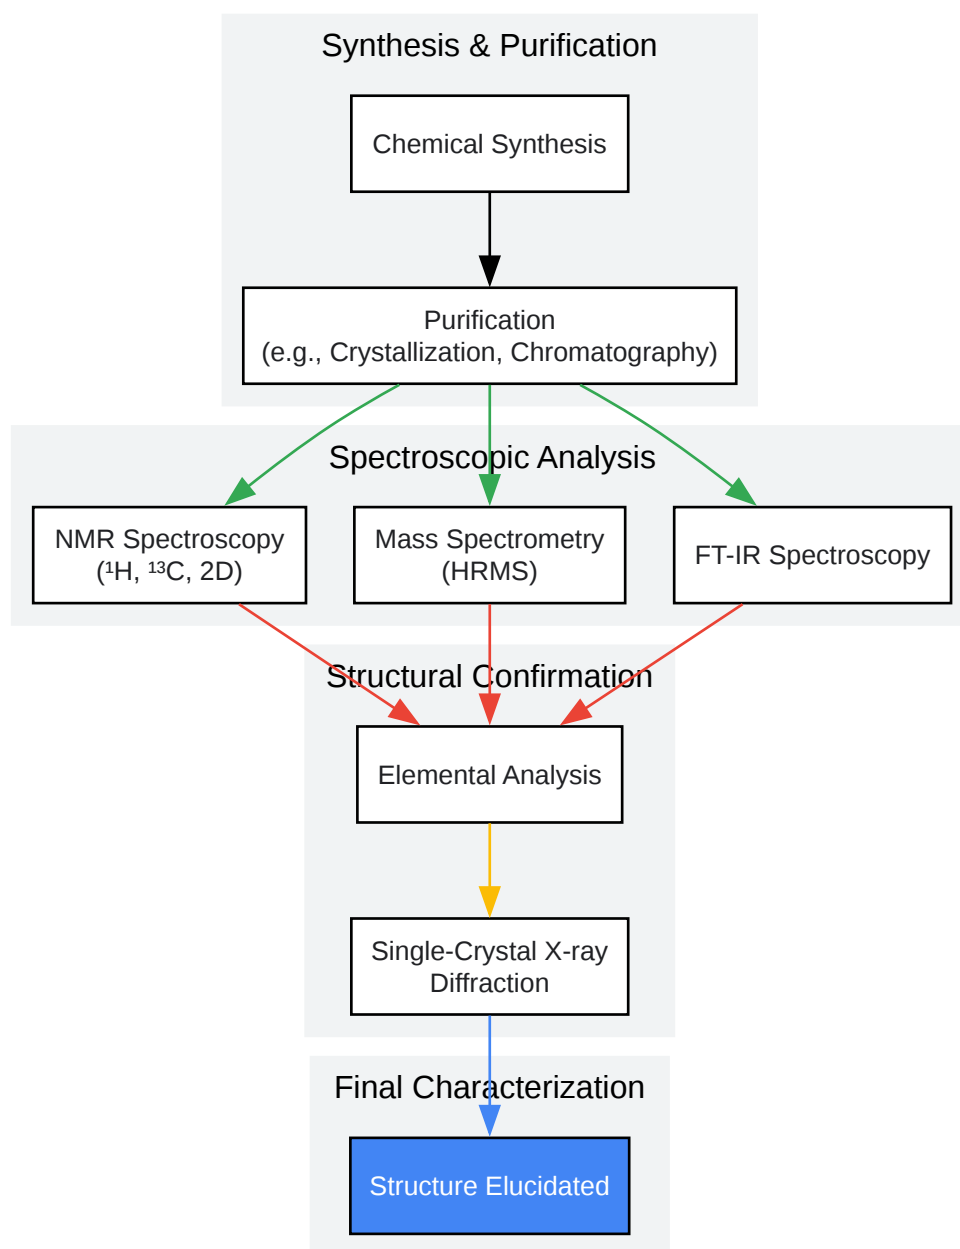 Synthesis & Purification
Chemical Synthesis
Purification
(e.g., Crystallization, Chromatography)
Spectroscopic Analysis
NMR Spectroscopy
(¹H, ¹³C, 2D)
Mass Spectrometry
(HRMS)
FT-IR Spectroscopy
Structural Confirmation
Elemental Analysis
Single-Crystal X-ray
Diffraction
Final Characterization
Structure Elucidated